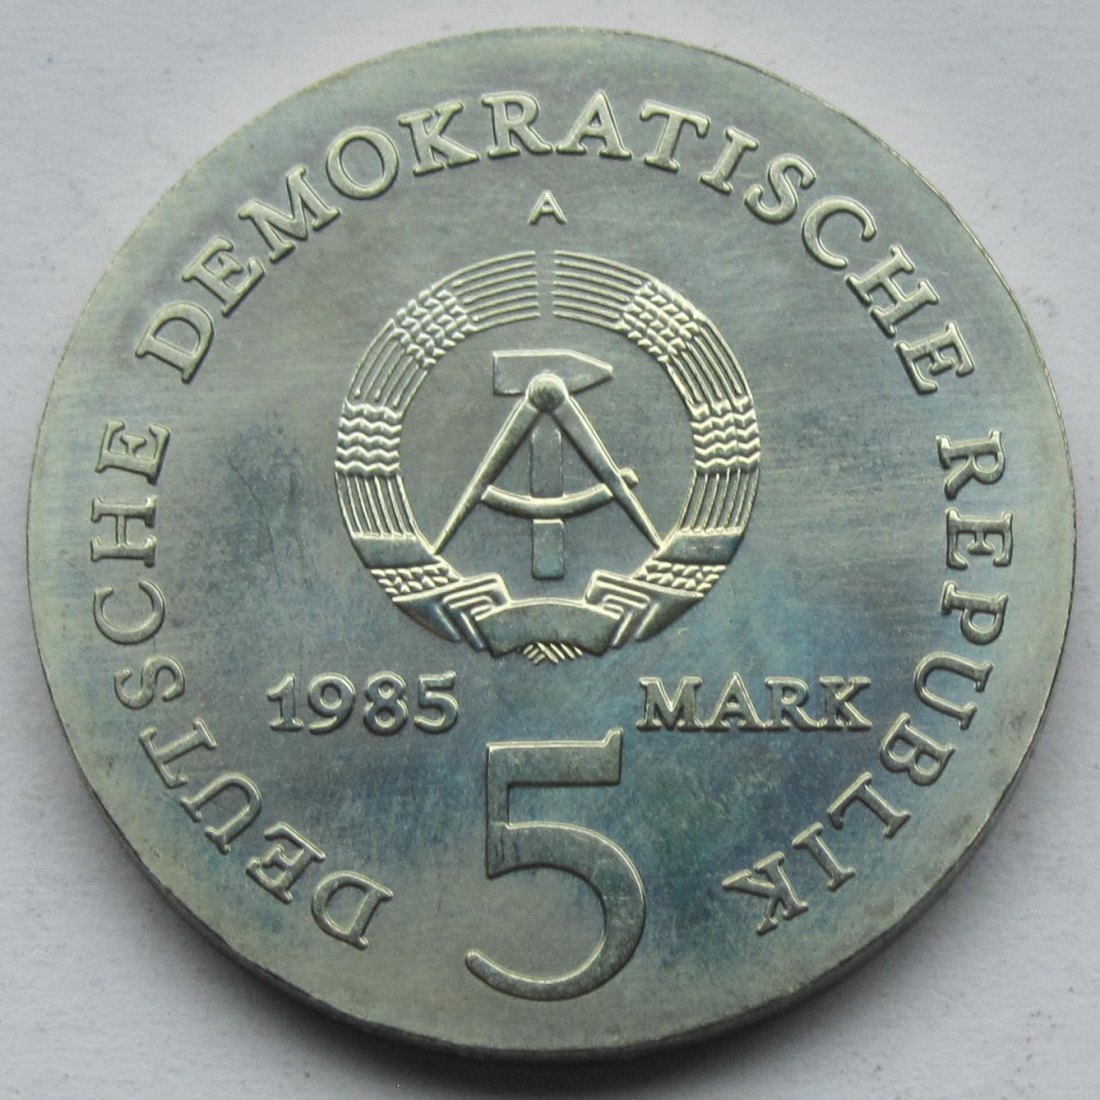 DEUTSCHE DEMOKRATISCHE REPUBLIK
A
1985 MARK
5